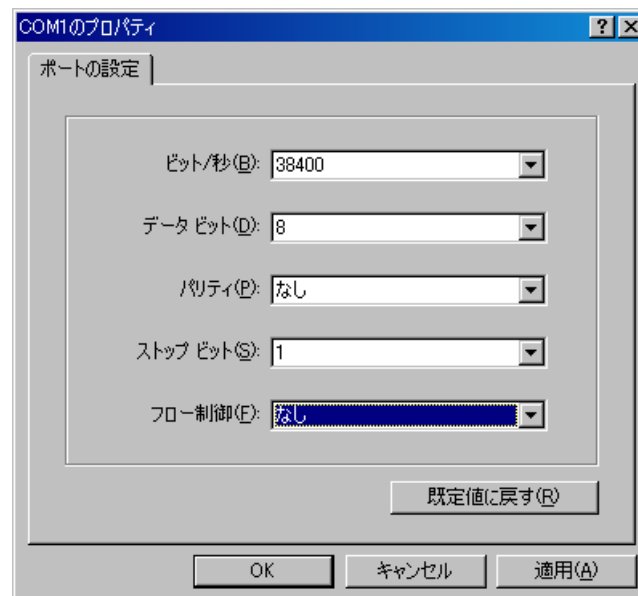 COM1のプロパティ
ポートの設定
ビット/秒(B): 38400
データ ビット(D): 8
パリティ(P): なし
ストップ ビット(S): 1
フロー制御(F): なし
既定値に戻す(R)
OK キャンセル 適用(A)